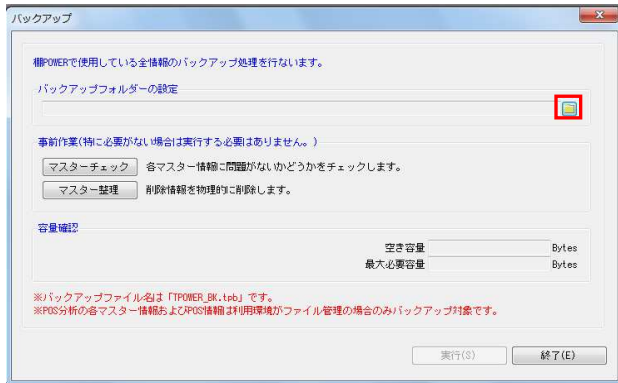 バックアップ
棚POWERで使用している全情報のバックアップ処理を行ないます。
バックアップフォルダーの設定
事前作業(特に必要がない場合は実行する必要はありません。)
マスターチェック 各マスター情報に問題がないかどうかをチェックします。
マスター整理 削除情報を物理的に削除します。
容量確認
空き容量 Bytes
最大必要容量 Bytes
※バックアップファイル名は「TPOWER_BK.tpb」です。
※POS分析の各マスター情報およびPOS情報は利用環境がファイル管理の場合のみバックアップ対象です。
実行(S) 終了(E)